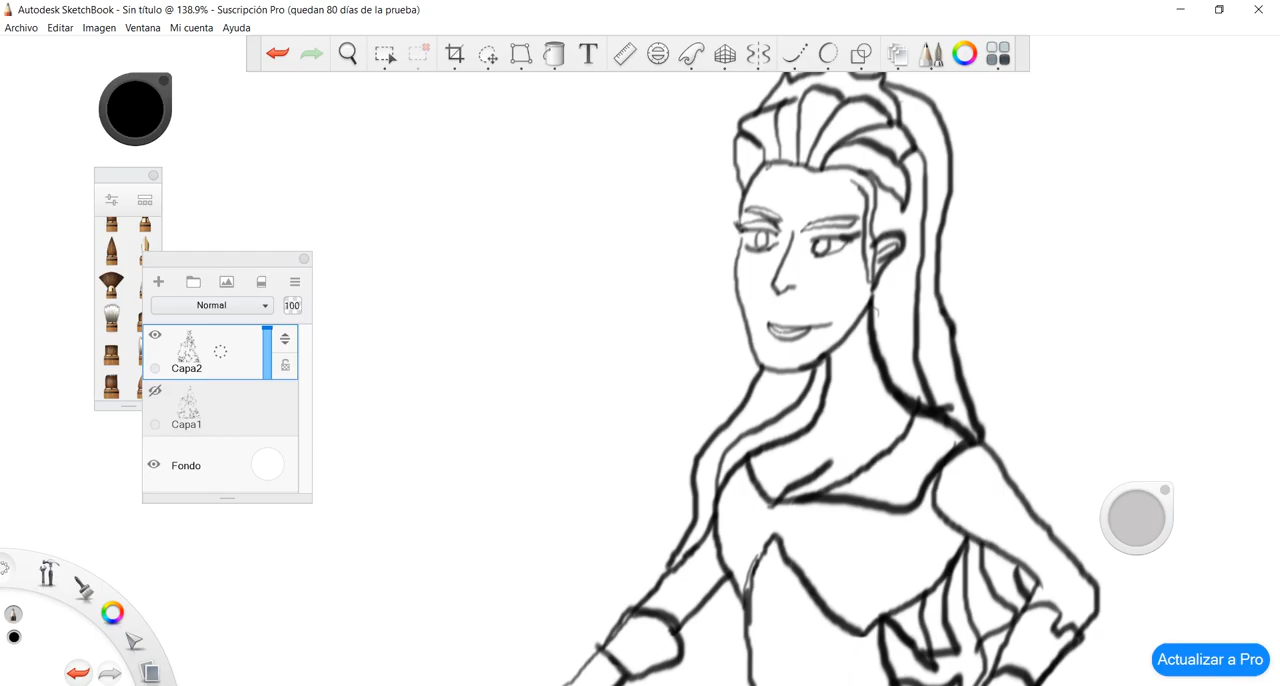 Autodesk SketchBook - Sin título @ 138.9% - Suscripción Pro (quedan 80 días de la prueba)
Archivo Editar Imagen Ventana Mi cuenta Ayuda
T
Normal 100
Capa2
Capa1
Fondo
Actualizar a Pro